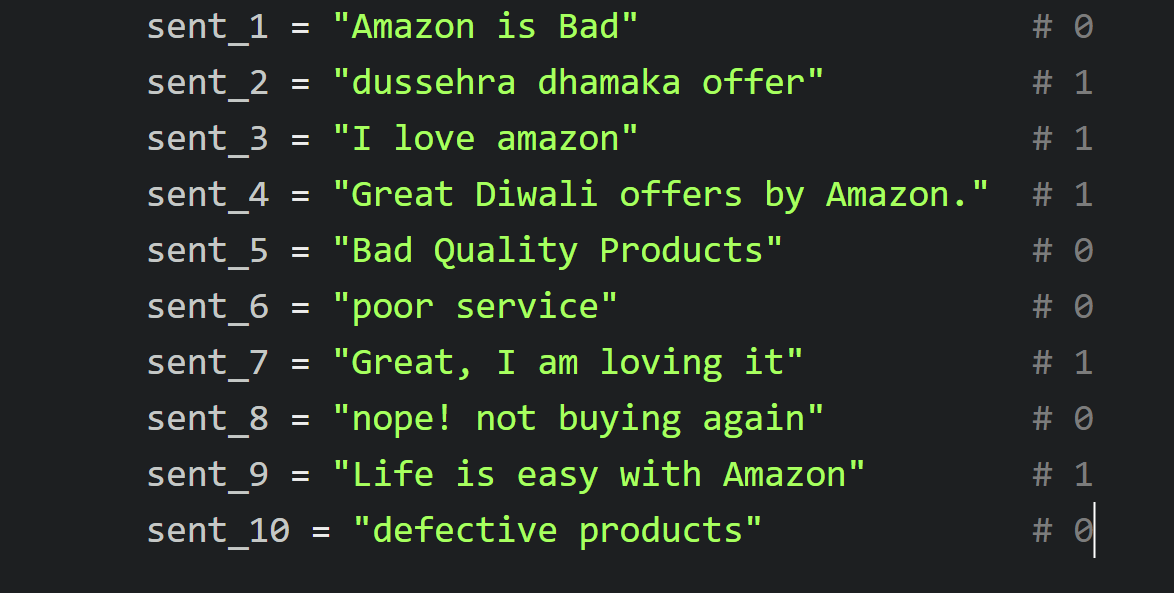 sent_1 = "Amazon is Bad" # 0
sent_2 = "dussehra dhamaka offer" # 1
sent_3 = "I love amazon" # 1
sent_4 = "Great Diwali offers by Amazon." # 1
sent_5 = "Bad Quality Products" # 0
sent_6 = "poor service" # 0
sent_7 = "Great, I am loving it" # 1
sent_8 = "nope! not buying again" # 0
sent_9 = "Life is easy with Amazon" # 1
sent_10 = "defective products" # 0